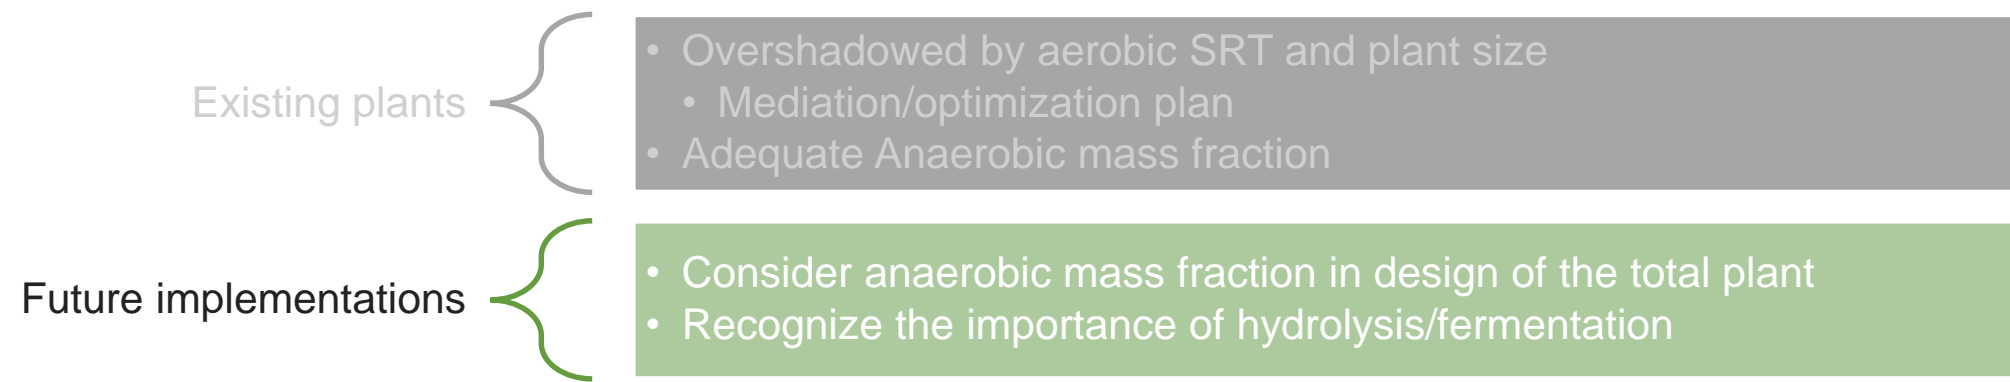 Existing plants
• Overshadowed by aerobic SRT and plant size
• Mediation/optimization plan
• Adequate Anaerobic mass fraction
Future implementations
• Consider anaerobic mass fraction in design of the total plant
• Recognize the importance of hydrolysis/fermentation